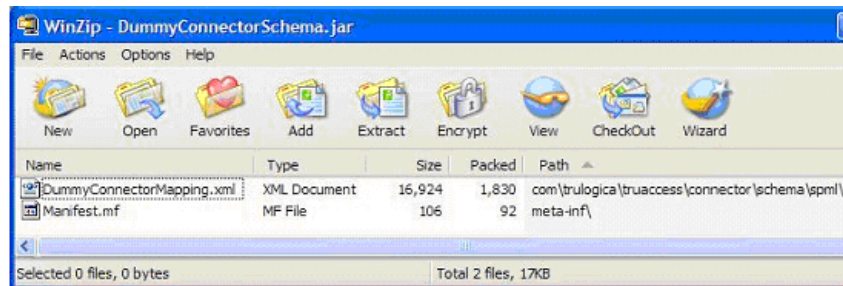 WinZip - DummyConnectorSchema.jar
File Actions Options Help
New Open Favorites Add Extract Encrypt View CheckOut Wizard
Name Type Size Packed Path
DummyConnectorMapping.xml XML Document 16,924 1,830 com\trulogica\truaccess\connector\schema\spml\
Manifest.mf MF File 106 92 meta-inf\
Selected 0 files, 0 bytes Total 2 files, 17KB